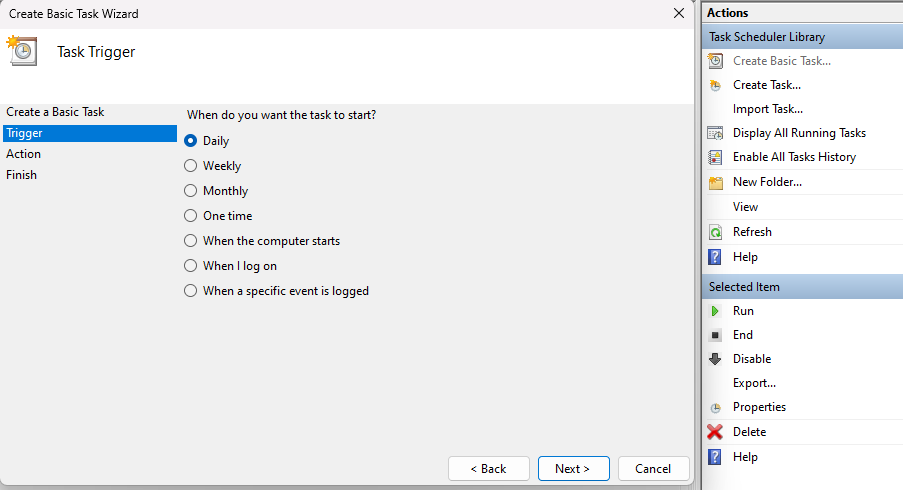 Create Basic Task Wizard
Task Trigger
Create a Basic Task
Trigger
Action
Finish
When do you want the task to start?
Daily
Weekly
Monthly
One time
When the computer starts
When I log on
When a specific event is logged
< Back
Next >
Cancel
Actions
Task Scheduler Library
Create Basic Task...
Create Task...
Import Task...
Display All Running Tasks
Enable All Tasks History
New Folder...
View
Refresh
Help
Selected Item
Run
End
Disable
Export...
Properties
Delete
Help